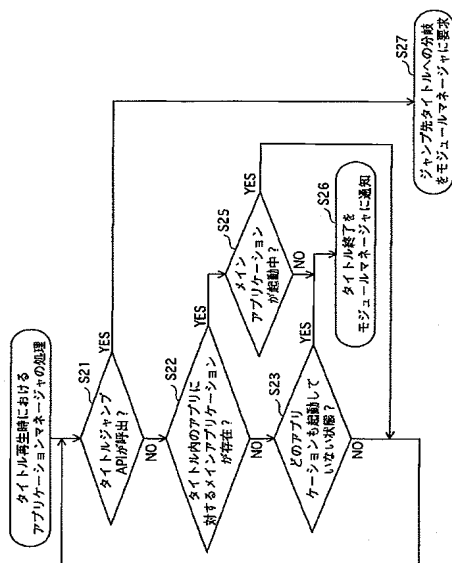 タイトル再生時における
アプリケーションマネージャの処理
S21
タイトルジャンプ
APIが呼出?
YES
NO
S22
タイトル内のアプリに
対するメインアプリケーション
が存在?
YES
NO
S25
メイン
アプリケーション
が起動中?
YES
NO
S23
どのアプリ
ケーションも起動して
いない状態?
YES
NO
S26
タイトル終了を
モジュールマネージャに通知
S27
ジャンプ先タイトルへの分岐
をモジュールマネージャに要求